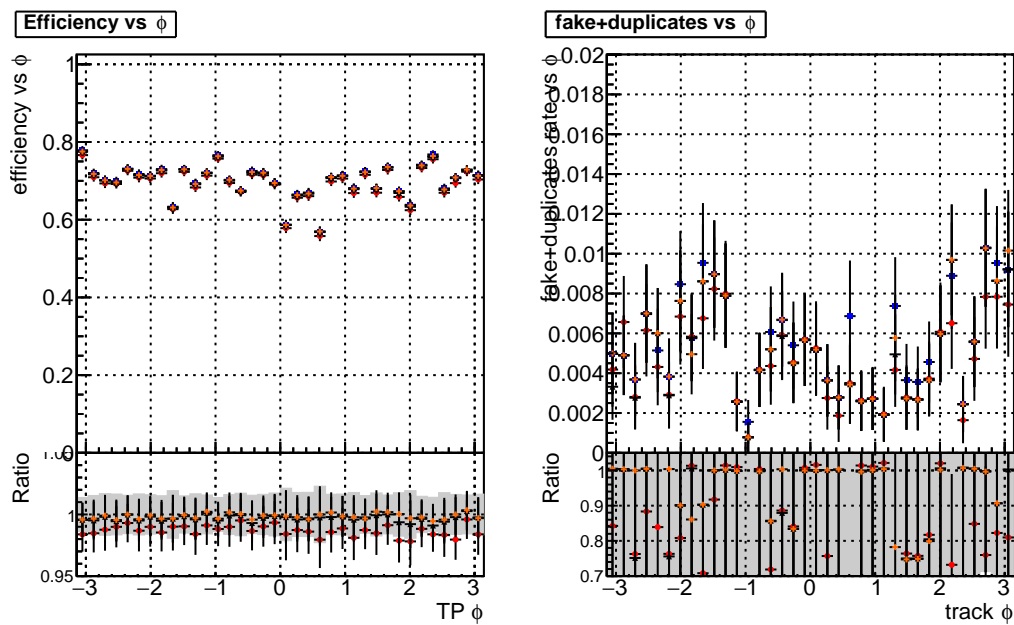 Efficiency vs ϕ
efficiency vs ϕ
1
0.8
0.6
0.4
0.2
0
Ratio
1.05
1
0.95
−3 −2 −1 0 1 2 3
TP ϕ
fake+duplicates vs ϕ
fake+duplicates rate vs ϕ
0.02
0.018
0.016
0.014
0.012
0.01
0.008
0.006
0.004
0.002
0
Ratio
1
0.9
0.8
0.7
−3 −2 −1 0 1 2 3
track ϕ